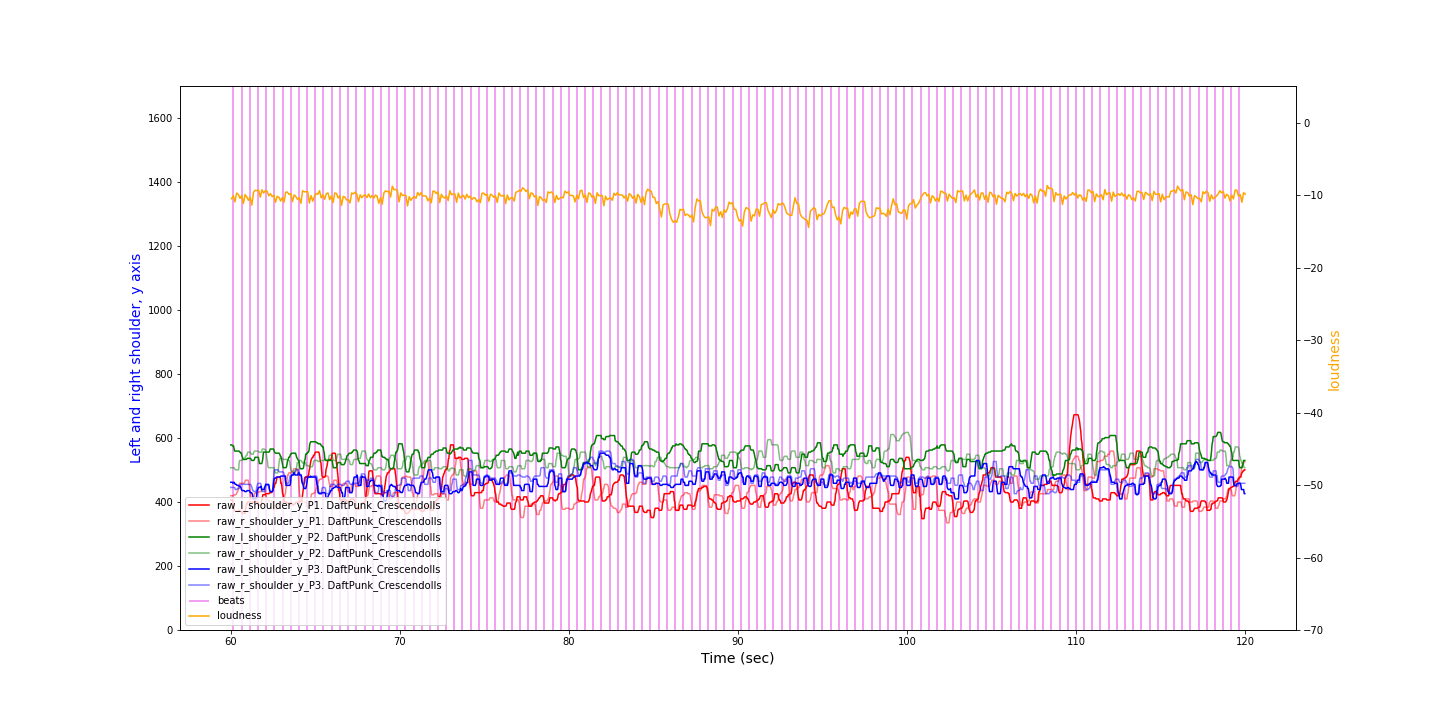 1600
1400
1200
1000
800
600
400
200
0
Left and right shoulder, y axis
60
70
80
90
100
110
120
Time (sec)
0
−10
−20
−30
−40
−50
−60
−70
loudness
raw_l_shoulder_y_P1. DaftPunk_Crescendolls
raw_r_shoulder_y_P1. DaftPunk_Crescendolls
raw_l_shoulder_y_P2. DaftPunk_Crescendolls
raw_r_shoulder_y_P2. DaftPunk_Crescendolls
raw_l_shoulder_y_P3. DaftPunk_Crescendolls
raw_r_shoulder_y_P3. DaftPunk_Crescendolls
beats
loudness